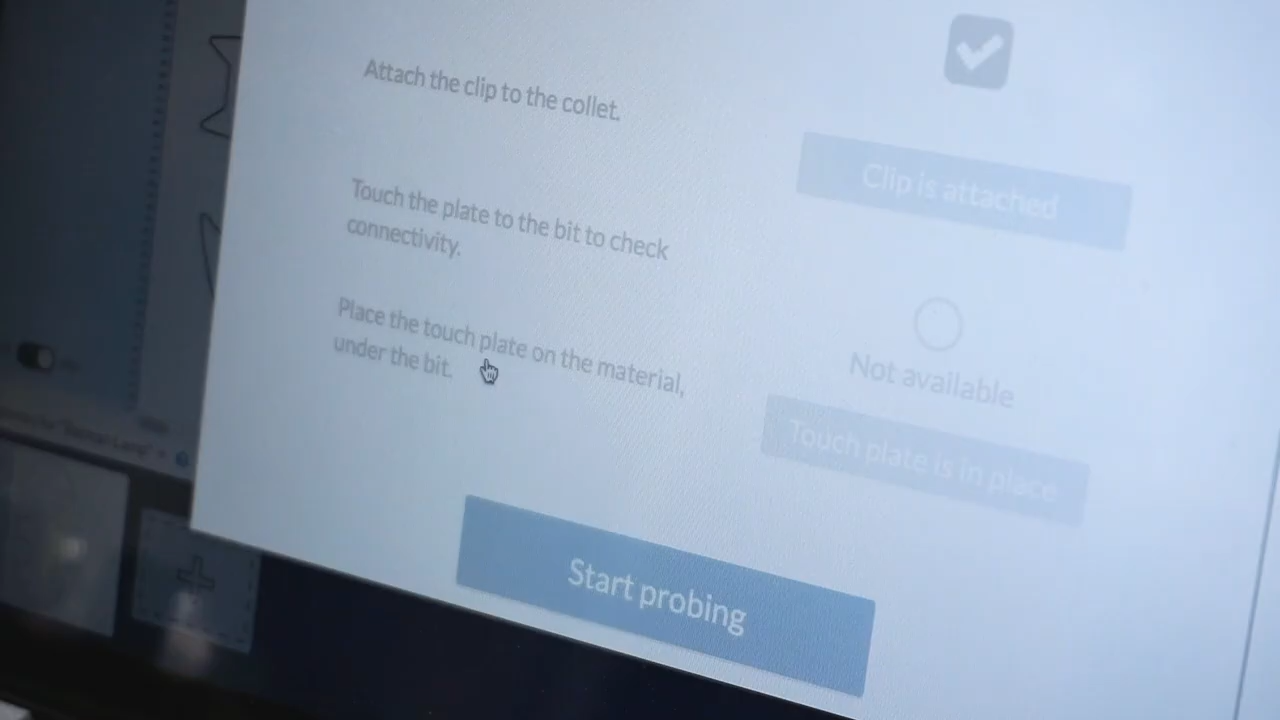 Attach the clip to the collet.
Clip is attached
Touch the plate to the bit to check
connectivity.
Not available
Place the touch plate on the material,
under the bit.
Touch plate is in place
Start probing